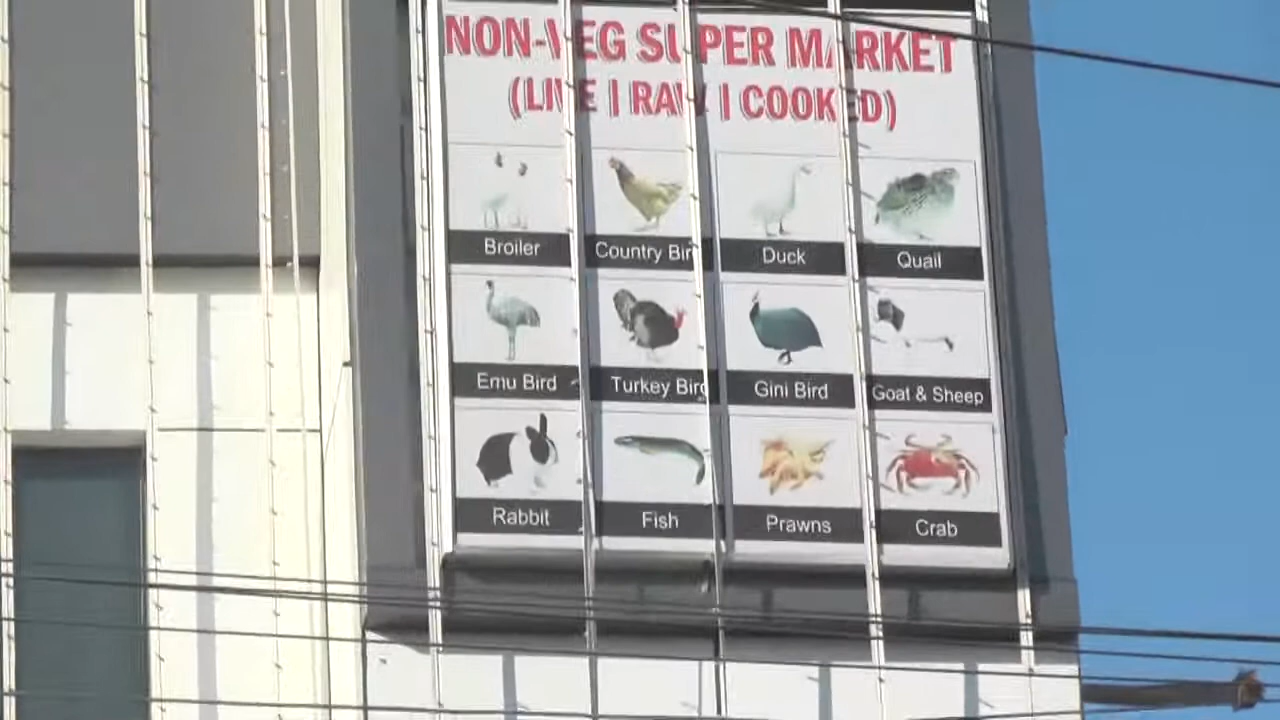 NON-VEG SUPER MARKET
(LIVE I RAW I COOKED)
Broiler Country Bird Duck Quail
Emu Bird Turkey Bird Gini Bird Goat & Sheep
Rabbit Fish Prawns Crab